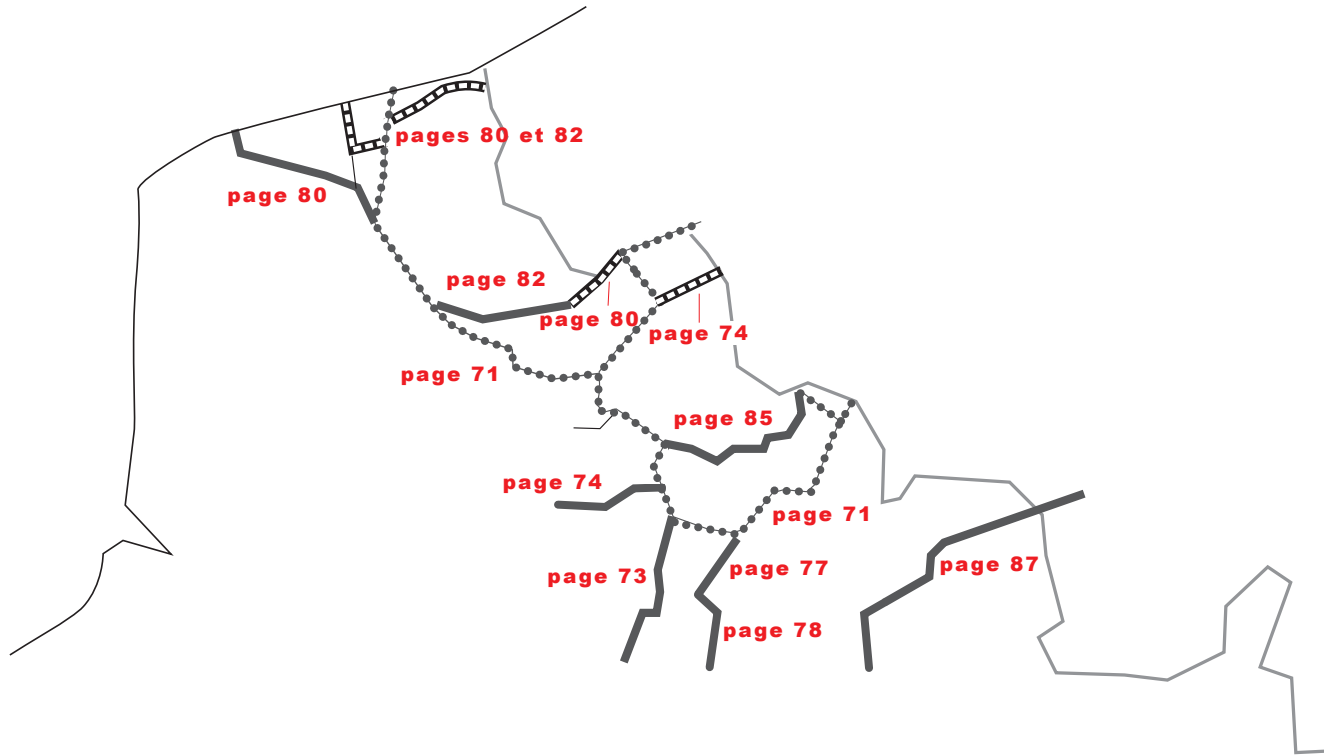 pages 80 et 82
page 80
page 82
page 80
page 74
page 71
page 85
page 74
page 71
page 87
page 77
page 73
page 78